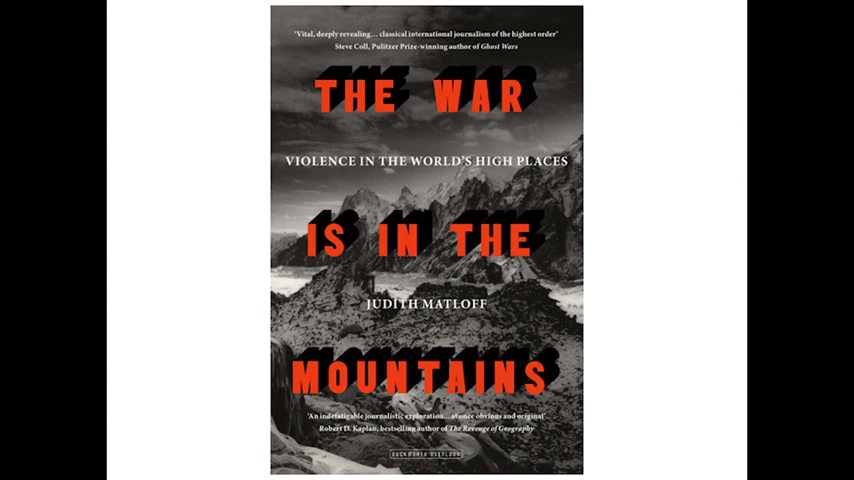 ‘Vital, deeply revealing... classical international journalism of the highest order’
Steve Coll, Pulitzer Prize-winning author of Ghost Wars
THE WAR
VIOLENCE IN THE WORLD’S HIGH PLACES
IS IN THE
JUDITH MATLOFF
MOUNTAINS
‘An indefatigable journalistic exploration... at once obvious and original’
Robert D. Kaplan, bestselling author of The Revenge of Geography
DUCKWORTH OVERLOOK